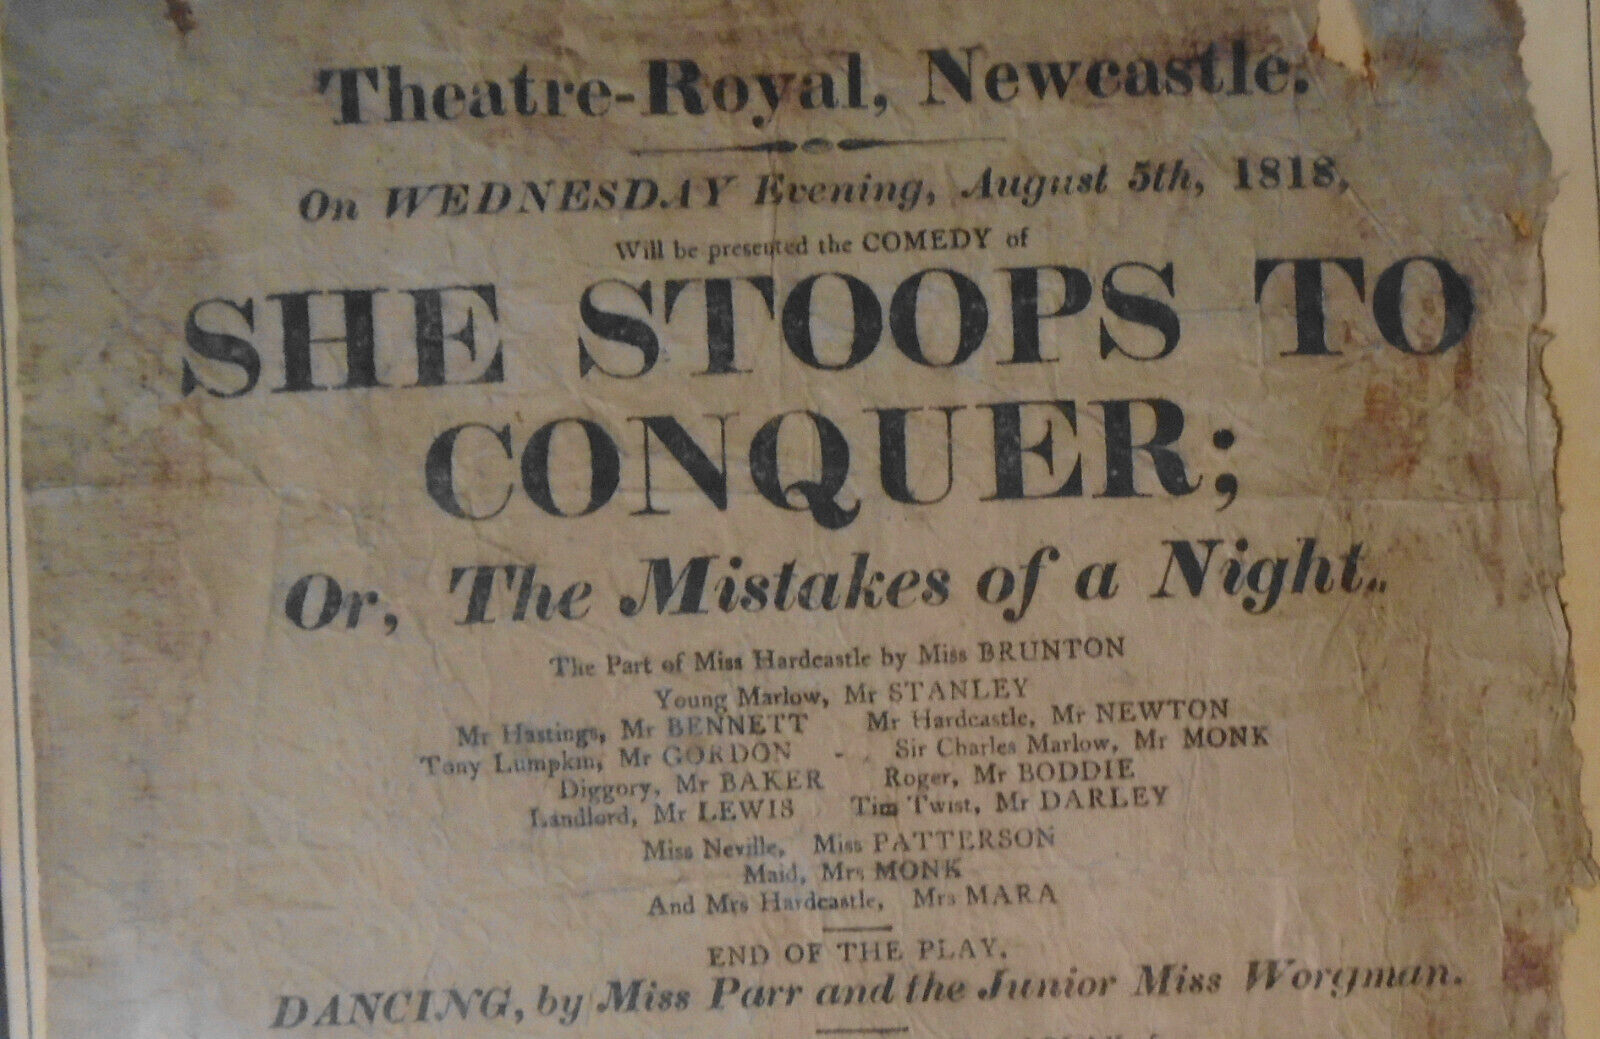 Theatre-Royal, Newcastle.
On WEDNESDAY Evening, August 5th, 1818,
Will be presented the COMEDY of
SHE STOOPS TO
CONQUER;
Or, The Mistakes of a Night..
The Part of Miss Hardcastle by Miss BRUNTON
Young Marlow, Mr STANLEY
Mr Hastings, Mr BENNETT Mr Hardcastle, Mr NEWTON
Tony Lumpkin, Mr GORDON - Sir Charles Marlow, Mr MONK
Diggory, Mr BAKER Roger, Mr BODDIE
Landlord, Mr LEWIS Tim Twist, Mr DARLEY
Miss Neville, Miss PATTERSON
Maid, Mrs MONK
And Mrs Hardcastle, Mrs MARA
END OF THE PLAY.
DANCING, by Miss Parr and the Junior Miss Worgman.